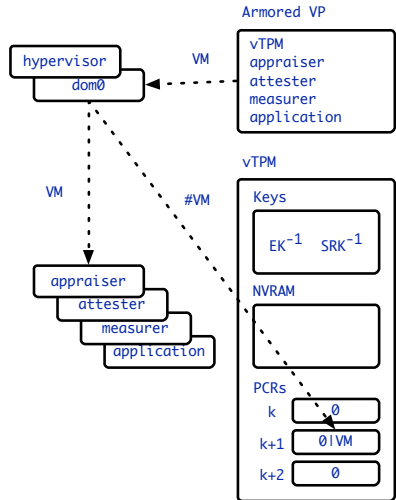 Armored VP
hypervisor
dom0
VM
vTPM
appraiser
attester
measurer
application
vTPM
VM
#VM
Keys
EK-1 SRK-1
appraiser
attester
measurer
application
NVRAM
PCRs
k 0
k+1 0|VM
k+2 0